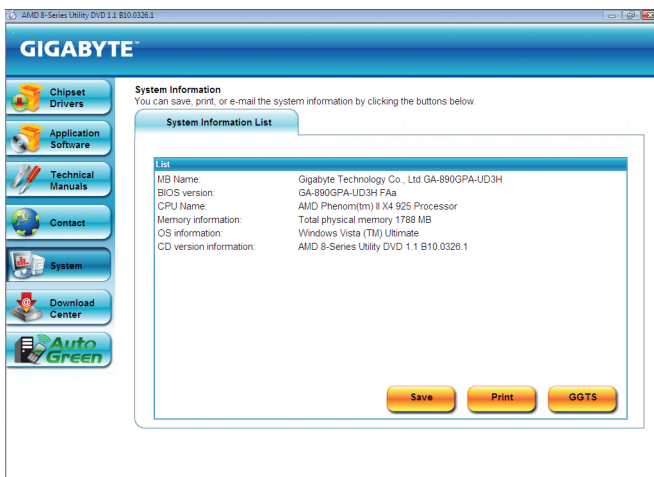 AMD 8-Series Utility DVD 1.1 B10.0326.1
GIGABYTE™
Chipset
Drivers
Application
Software
Technical
Manuals
Contact
System
Download
Center
Auto
Green
System Information
You can save, print, or e-mail the system information by clicking the buttons below.
System Information List
List
MB Name: Gigabyte Technology Co., Ltd.GA-890GPA-UD3H
BIOS version: GA-890GPA-UD3H FAa
CPU Name: AMD Phenom(tm) II X4 925 Processor
Memory information: Total physical memory 1788 MB
OS information: Windows Vista (TM) Ultimate
CD version information: AMD 8-Series Utility DVD 1.1 B10.0326.1
Save Print GGTS